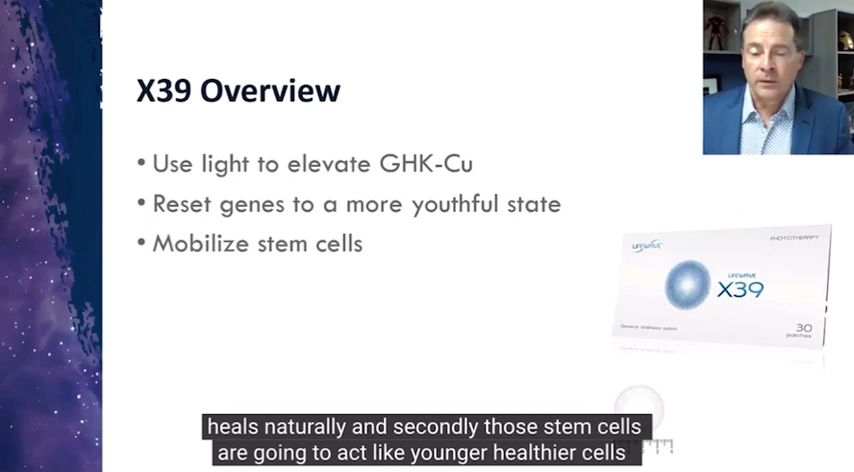 X39 Overview
• Use light to elevate GHK-Cu
• Reset genes to a more youthful state
• Mobilize stem cells
LIFEWAVE
PHOTOTHERAPY
LIFEWAVE
X39
General Wellness patch
30
patches
heals naturally and secondly those stem cells
are going to act like younger healthier cells